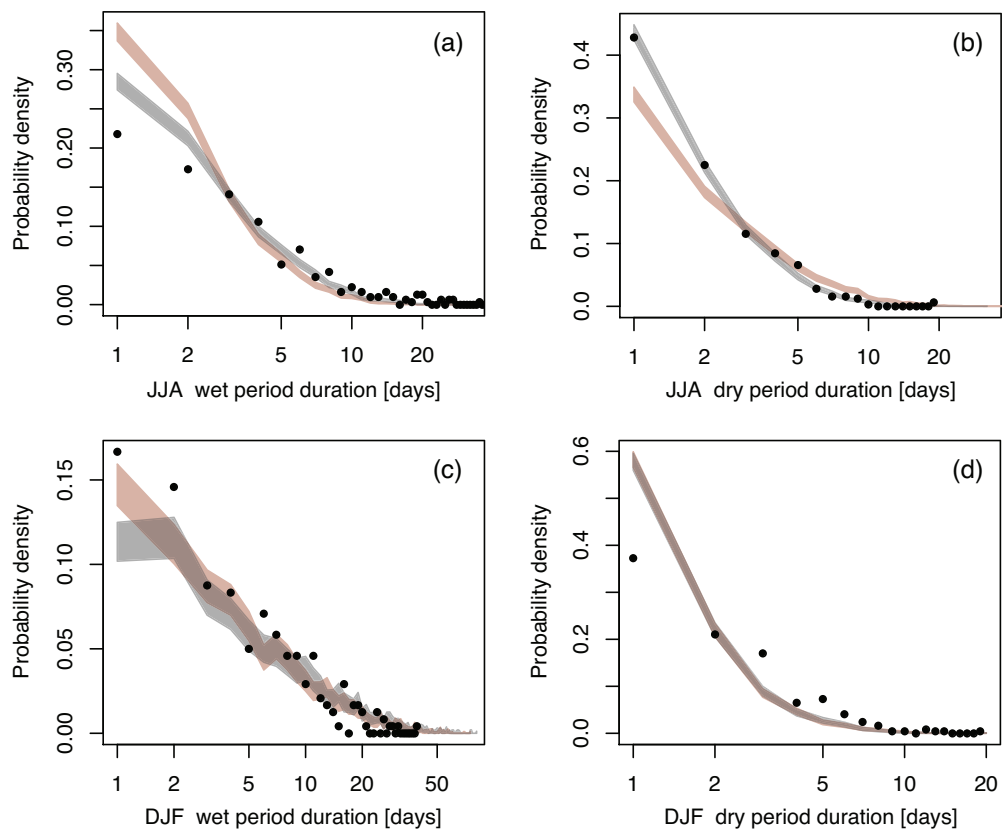 (a)
Probability density
0.00 0.10 0.20 0.30
1 2 5 10 20
JJA wet period duration [days]
(b)
Probability density
0.0 0.1 0.2 0.3 0.4
1 2 5 10 20
JJA dry period duration [days]
(c)
Probability density
0.00 0.05 0.10 0.15
1 2 5 10 20 50
DJF wet period duration [days]
(d)
Probability density
0.0 0.2 0.4 0.6
1 2 5 10 20
DJF dry period duration [days]